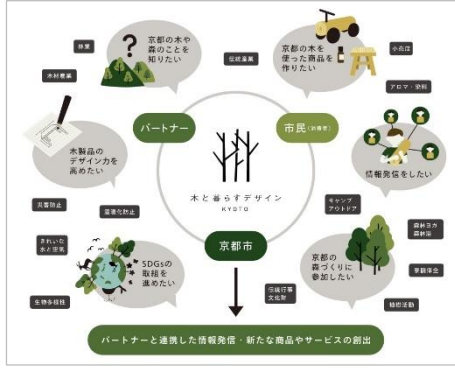 林業
京都の木や
森のことを
知りたい
伝統産業
京都の木を
使った商品を
作りたい
小売店
木材産業
アロマ・染料
パートナー
市民(消費者)
木製品の
デザイン力を
高めたい
木と暮らすデザイン
KYOTO
情報発信をしたい
災害防止
温暖化防止
キャンプ
アウトドア
きれいな
水と空気
京都市
森林ヨガ
森林浴
SDGsの
取組を
進めたい
京都の
森づくりに
参加したい
生物多様性
伝統行事
文化財
植樹活動
パートナーと連携した情報発信・新たな商品やサービスの創出